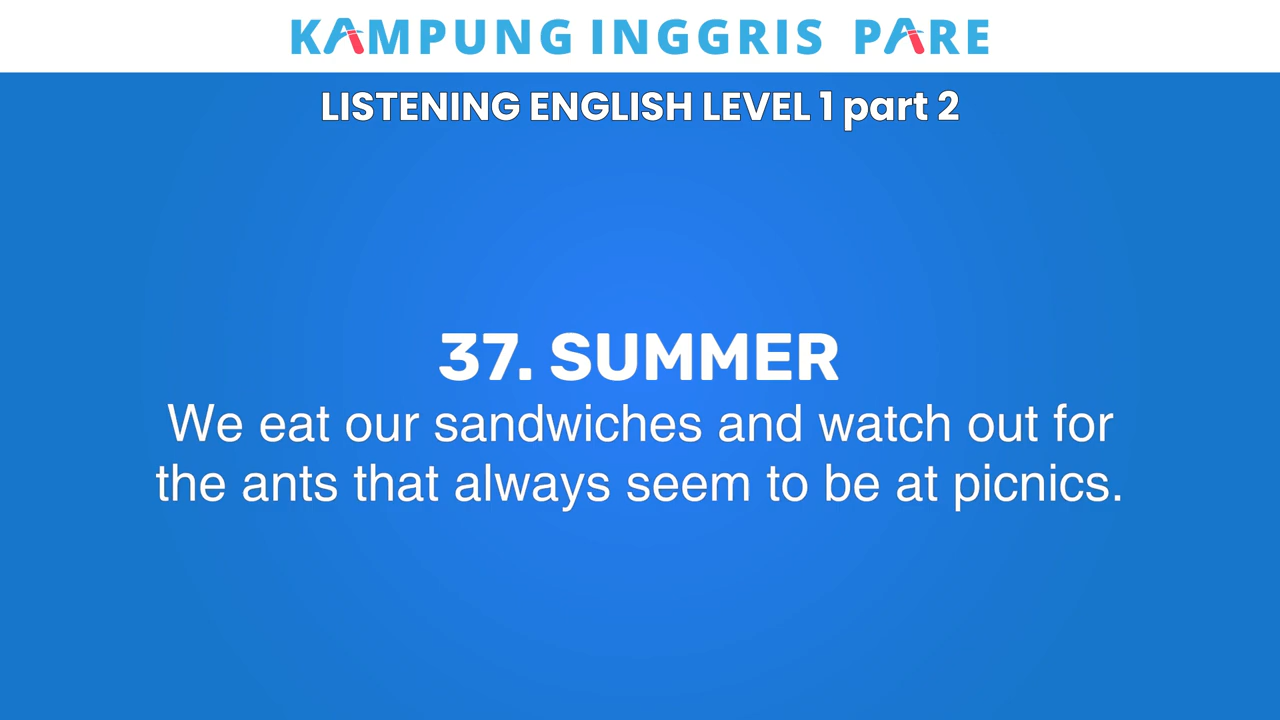 KAMPUNG INGGRIS PARE
LISTENING ENGLISH LEVEL 1 part 2
37. SUMMER
We eat our sandwiches and watch out for
the ants that always seem to be at picnics.